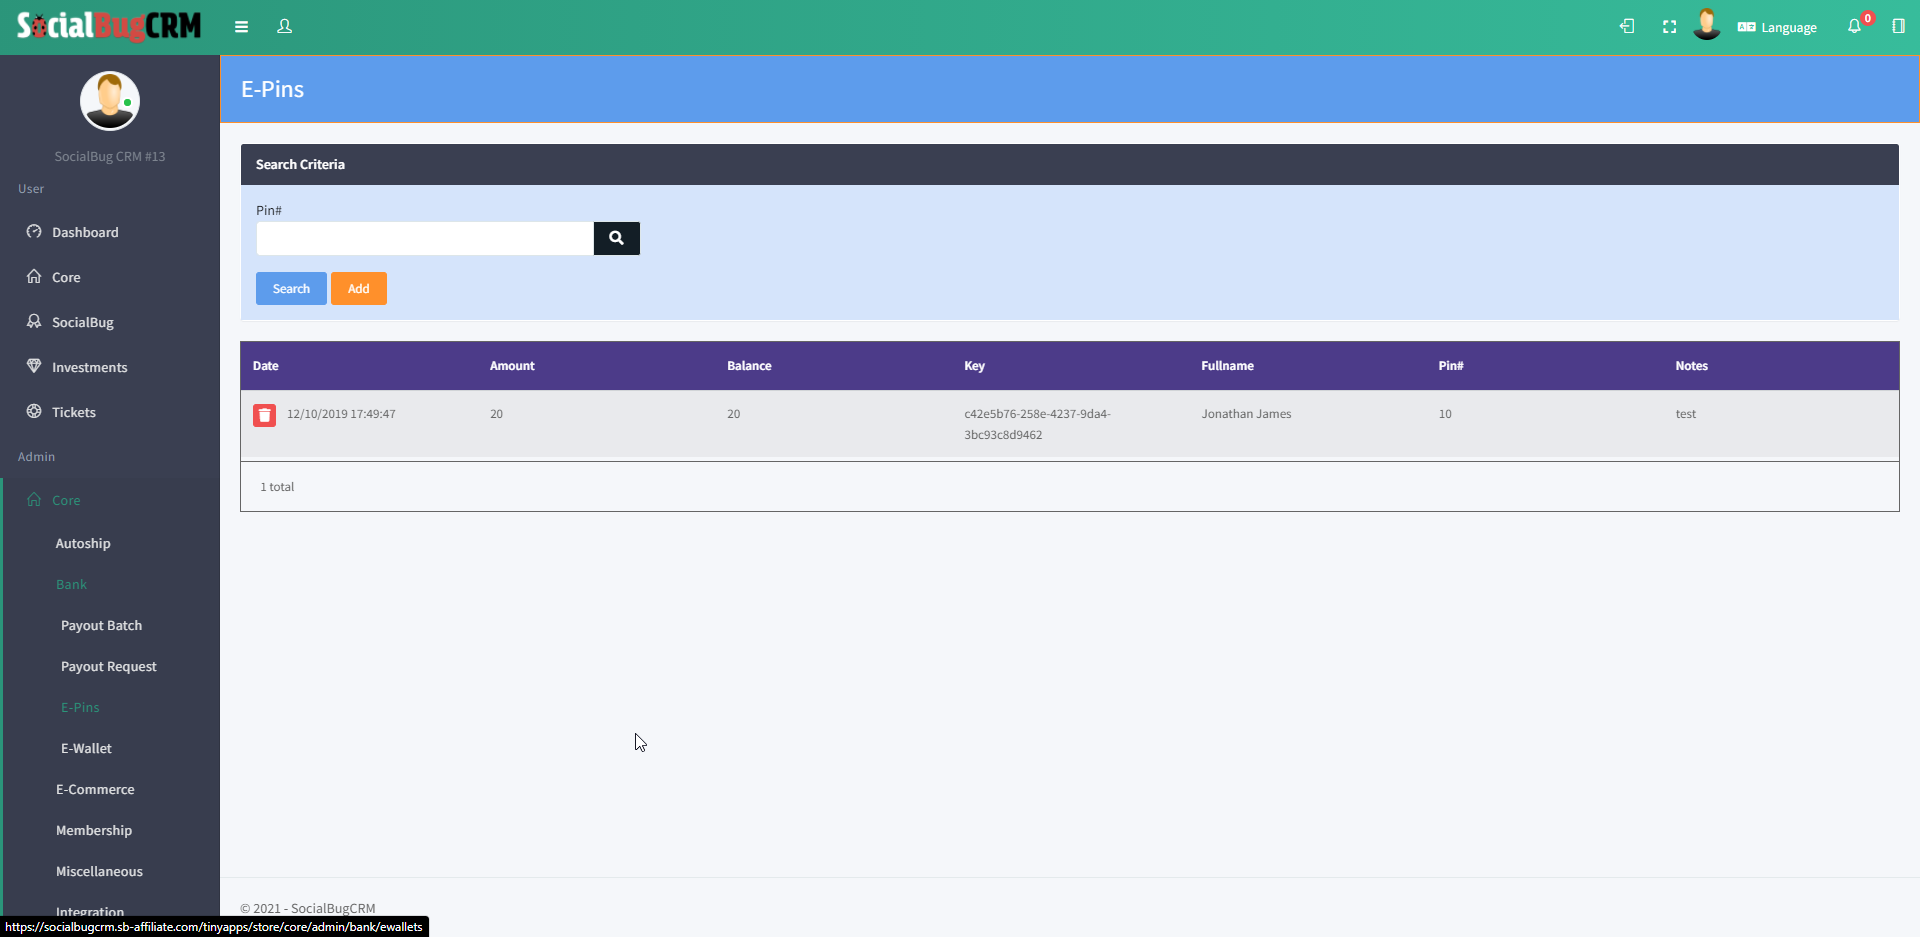 SocialBugCRM
Language
0
SocialBug CRM #13
User
Dashboard
Core
SocialBug
Investments
Tickets
Admin
Core
Autoship
Bank
Payout Batch
Payout Request
E-Pins
E-Wallet
E-Commerce
Membership
Miscellaneous
Integration
E-Pins
Search Criteria
Pin#
Search Add
Date Amount Balance Key Fullname Pin# Notes
12/10/2019 17:49:47 20 20 c42e5b76-258e-4237-9da4- Jonathan James 10 test
3bc93c8d9462
1 total
© 2021 - SocialBugCRM
https://socialbugcrm.sb-affiliate.com/tinyapps/store/core/admin/bank/ewallets